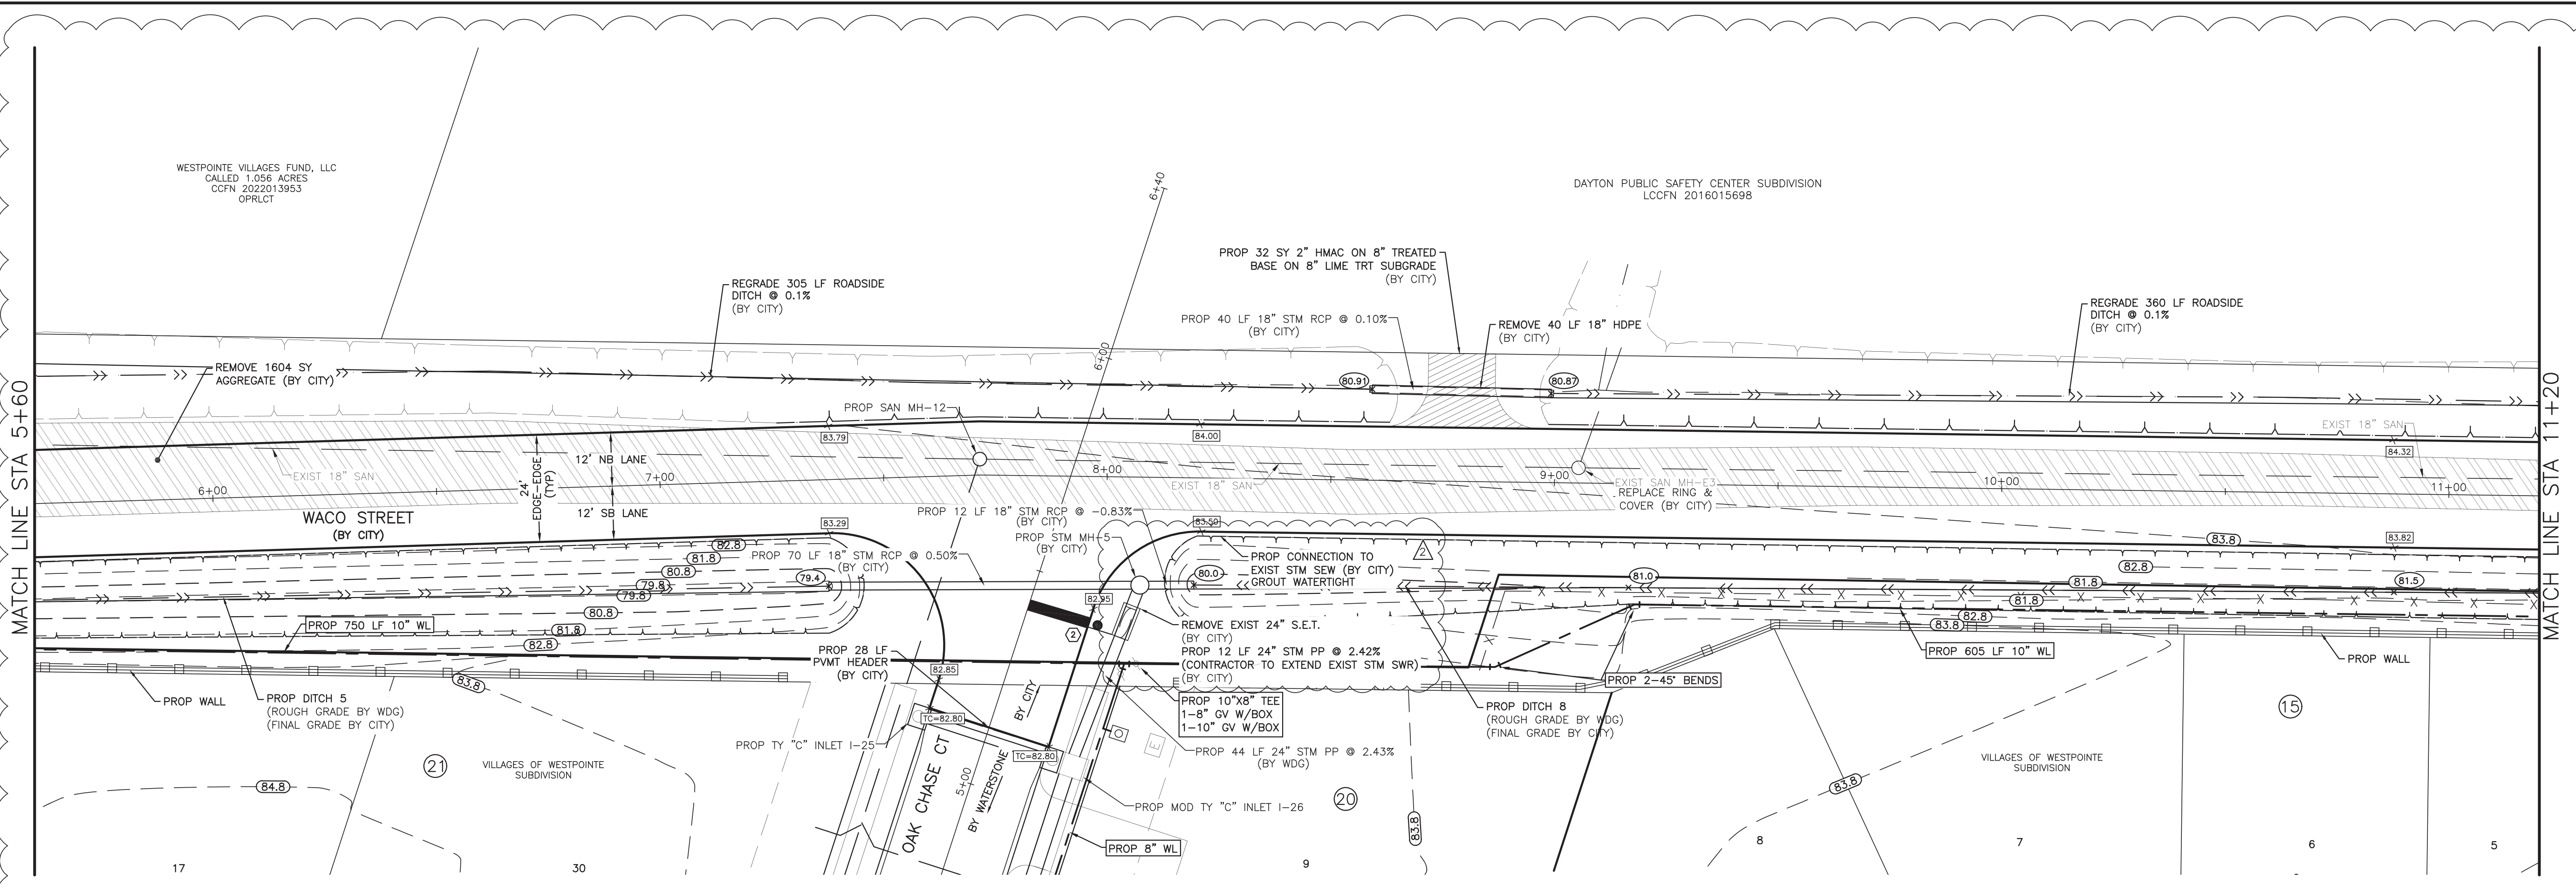 WESTPOINTE VILLAGES FUND, LLC
CALLED 1.056 ACRES
CCFN 2022013953
OPRLCT
DAYTON PUBLIC SAFETY CENTER SUBDIVISION
LCCFN 2016015698
6+40
PROP 32 SY 2" HMAC ON 8" TREATED
BASE ON 8" LIME TRT SUBGRADE
(BY CITY)
REGRADE 305 LF ROADSIDE
DITCH @ 0.1%
(BY CITY)
PROP 40 LF 18" STM RCP @ 0.10%
(BY CITY)
REMOVE 40 LF 18" HDPE
(BY CITY)
REGRADE 360 LF ROADSIDE
DITCH @ 0.1%
(BY CITY)
6+00
REMOVE 1604 SY
AGGREGATE (BY CITY)
80.91
80.87
PROP SAN MH-12
83.79
84.00
EXIST 18" SAN
84.32
MATCH LINE STA 5+60
MATCH LINE STA 11+20
24'
EDGE-EDGE
(TYP)
12' NB LANE
EXIST 18" SAN
6+00
7+00
8+00
9+00
10+00
11+00
EXIST 18" SAN
EXIST SAN MH-E3
REPLACE RING &
COVER (BY CITY)
12' SB LANE
WACO STREET
(BY CITY)
PROP 12 LF 18" STM RCP @ -0.83%
(BY CITY)
83.29
83.50
PROP STM MH-5
(BY CITY)
83.8
83.82
82.8
81.8
80.8
79.8
79.8
80.8
81.8
82.8
PROP 70 LF 18" STM RCP @ 0.50%
(BY CITY)
79.4
80.0
PROP CONNECTION TO
EXIST STM SEW (BY CITY)
GROUT WATERTIGHT
2
81.0
81.8
82.8
81.5
81.8
82.8
83.8
82.95
2
REMOVE EXIST 24" S.E.T.
(BY CITY)
PROP 12 LF 24" STM PP @ 2.42%
(CONTRACTOR TO EXTEND EXIST STM SWR)
(BY CITY)
PROP 750 LF 10" WL
PROP 28 LF
PVMT HEADER
(BY CITY)
82.85
PROP 605 LF 10" WL
PROP WALL
PROP 2-45° BENDS
83.8
PROP WALL
PROP DITCH 5
(ROUGH GRADE BY WDG)
(FINAL GRADE BY CITY)
PROP 10"X8" TEE
1-8" GV W/BOX
1-10" GV W/BOX
PROP DITCH 8
(ROUGH GRADE BY WDG)
(FINAL GRADE BY CITY)
15
BY CITY
TC=82.80
PROP TY "C" INLET I-25
TC=82.80
E
PROP 44 LF 24" STM PP @ 2.43%
(BY WDG)
21
VILLAGES OF WESTPOINTE
SUBDIVISION
VILLAGES OF WESTPOINTE
SUBDIVISION
84.8
OAK CHASE CT
5+00
BY WATERSTONE
PROP MOD TY "C" INLET I-26
20
83.8
83.8
PROP 8" WL
17
30
9
8
7
6
5